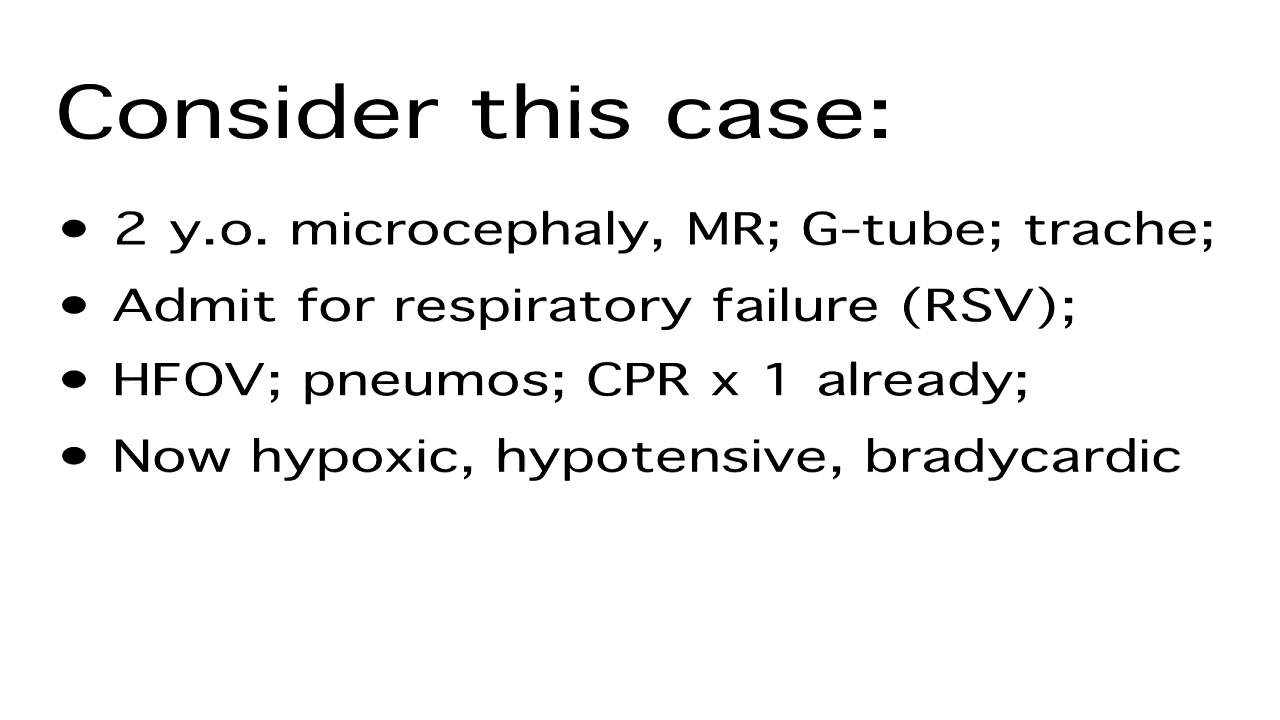 Consider this case:
• 2 y.o. microcephaly, MR; G-tube; trache;
• Admit for respiratory failure (RSV);
• HFOV; pneumos; CPR x 1 already;
• Now hypoxic, hypotensive, bradycardic